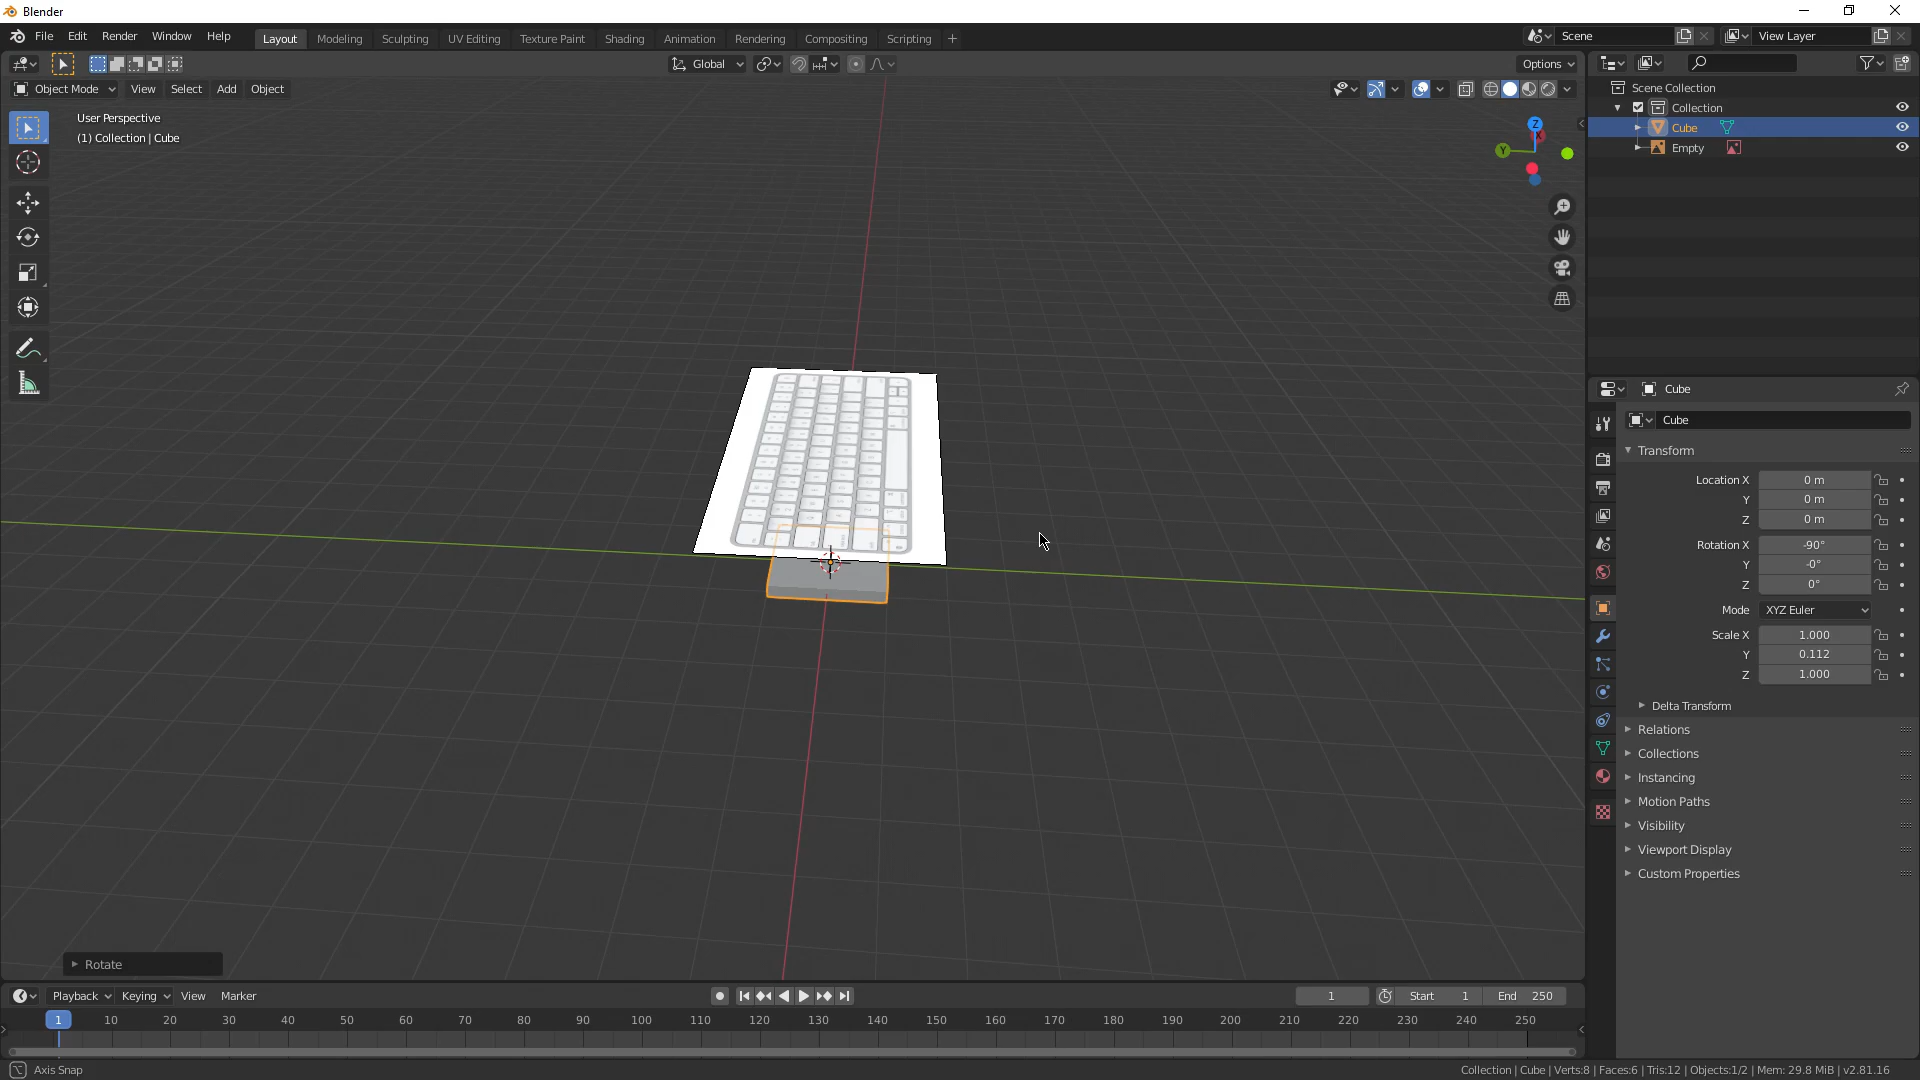 Blender
File Edit Render Window Help
Layout Modeling Sculpting UV Editing Texture Paint Shading Animation Rendering Compositing Scripting +
Scene
View Layer
Global
Options
Object Mode View Select Add Object
User Perspective
(1) Collection | Cube
Z
X
Y
Scene Collection
Collection
Cube
Empty
Cube
Cube
Transform
Location X 0 m
Y 0 m
Z 0 m
Rotation X -90°
Y -0°
Z 0°
Mode XYZ Euler
Scale X 1.000
Y 0.112
Z 1.000
Delta Transform
Relations
Collections
Instancing
Motion Paths
Visibility
Viewport Display
Custom Properties
Rotate
Playback Keying View Marker
1 Start 1 End 250
1 10 20 30 40 50 60 70 80 90 100 110 120 130 140 150 160 170 180 190 200 210 220 230 240 250
Axis Snap
Collection | Cube | Verts:8 | Faces:6 | Tris:12 | Objects:1/2 | Mem: 29.8 MiB | v2.81.16